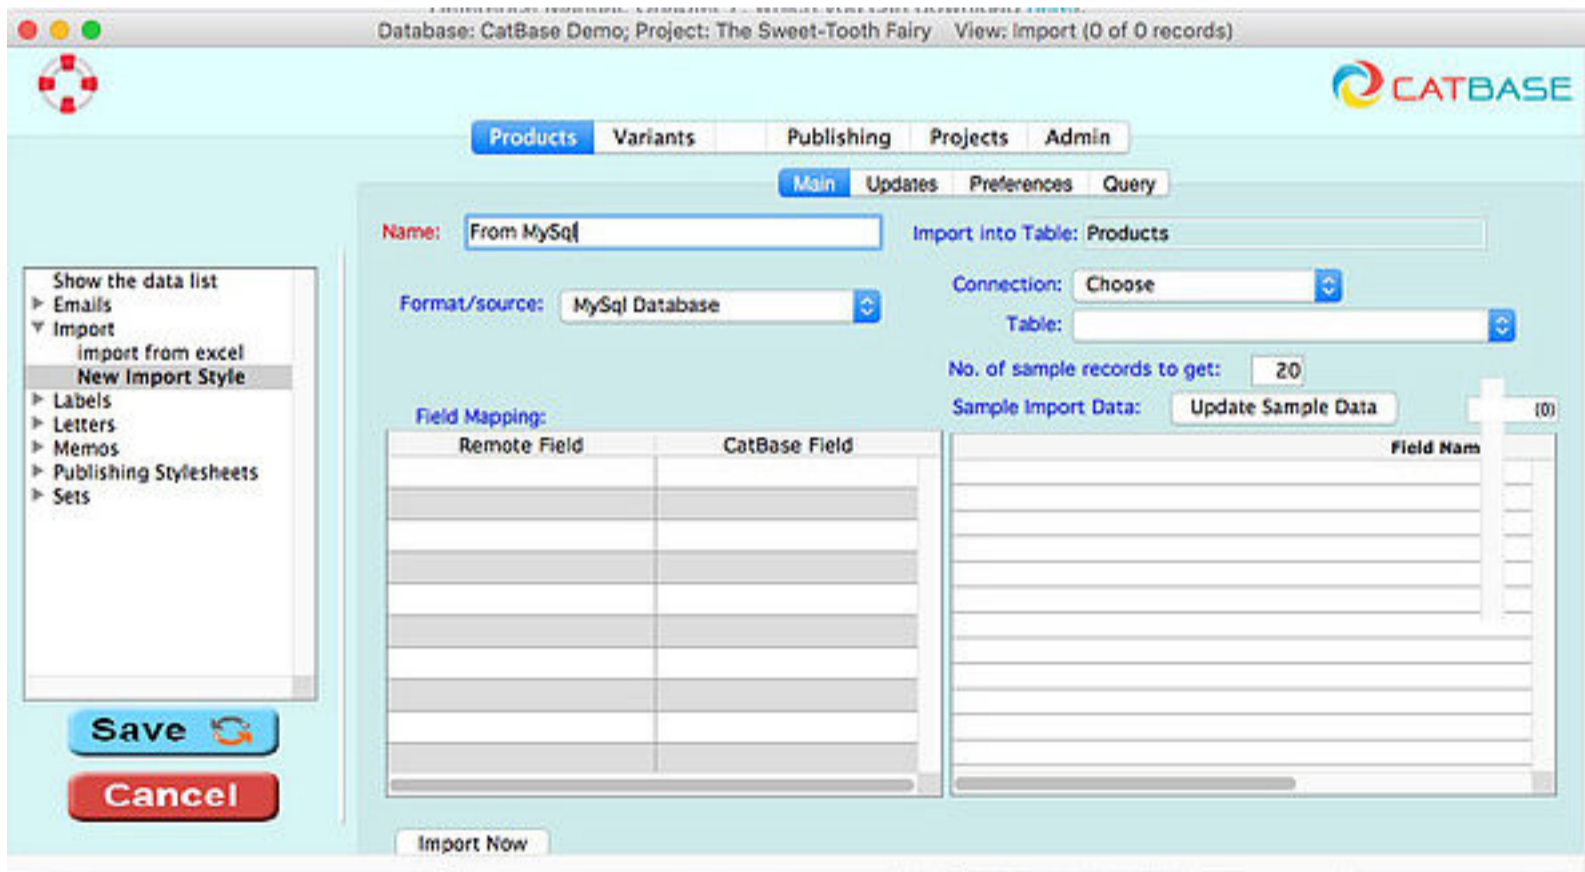 Database: CatBase Demo; Project: The Sweet-Tooth Fairy View: Import (0 of 0 records)
CATBASE
Products Variants Publishing Projects Admin
Main Updates Preferences Query
Name: From MySql
Import into Table: Products
Format/source: MySql Database
Connection: Choose
Table:
No. of sample records to get: 20
Sample Import Data: Update Sample Data (0)
Show the data list
Emails
Import
import from excel
New Import Style
Labels
Letters
Memos
Publishing Stylesheets
Sets
Field Mapping:
Remote Field CatBase Field
Field Nam
Save
Cancel
Import Now